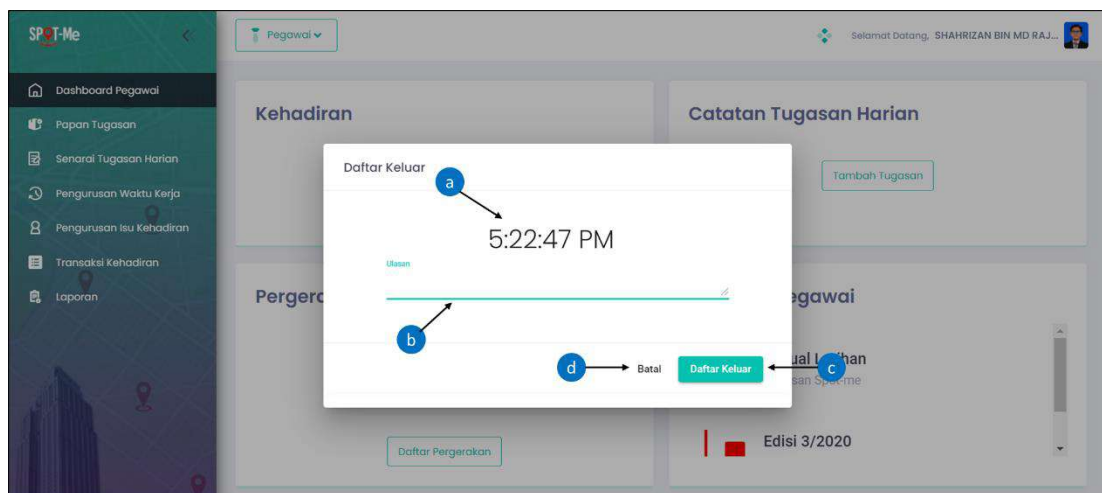 SPOT-Me
Pegawai
Selamat Datang, SHAHRIZAN BIN MD RAJ...
Dashboard Pegawai
Papan Tugasan
Senarai Tugasan Harian
Pengurusan Waktu Kerja
Pengurusan Isu Kehadiran
Transaksi Kehadiran
Laporan
Kehadiran
Catatan Tugasan Harian
Tambah Tugasan
Daftar Keluar
a
5:22:47 PM
Ulasan
b
d
Batal
Daftar Keluar
c
Daftar Pergerakan
Edisi 3/2020